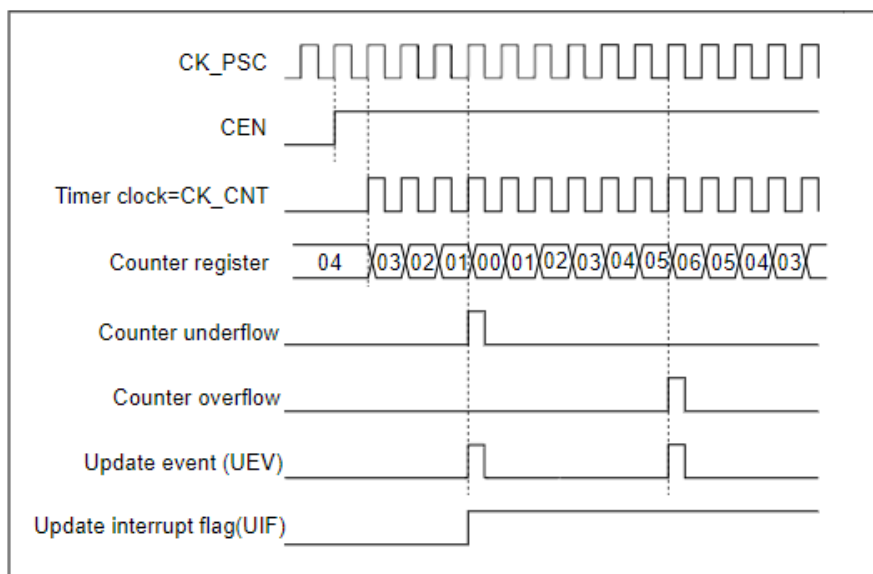 CK_PSC
CEN
Timer clock=CK_CNT
Counter register 04 03 02 01 00 01 02 03 04 05 06 05 04 03
Counter underflow
Counter overflow
Update event (UEV)
Update interrupt flag(UIF)